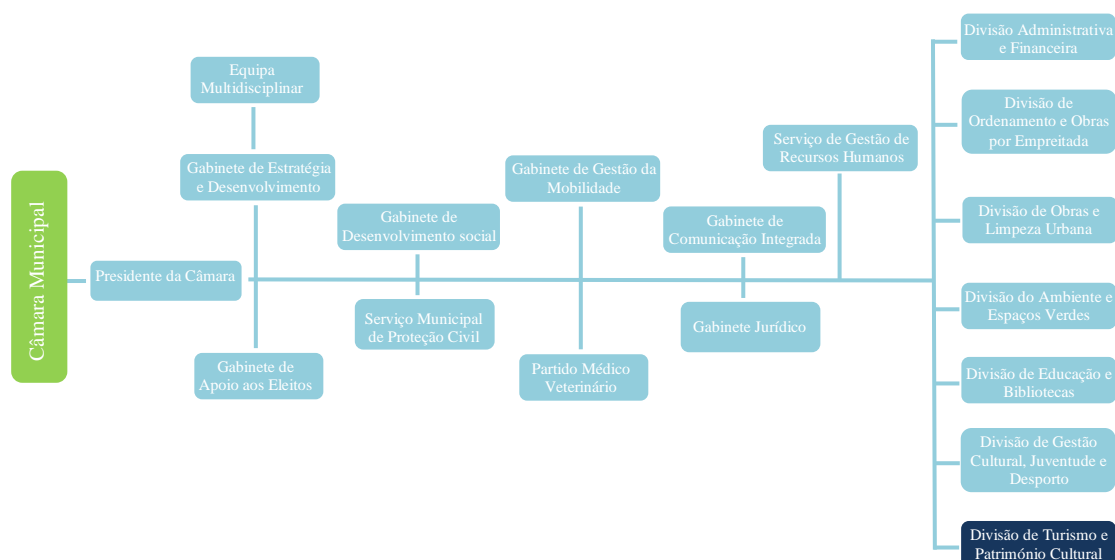 Câmara Municipal
Presidente da Câmara
Equipa
Multidisciplinar
Gabinete de Estratégia
e Desenvolvimento
Gabinete de
Apoio aos Eleitos
Gabinete de
Desenvolvimento social
Serviço Municipal
de Proteção Civil
Gabinete de Gestão da
Mobilidade
Partido Médico
Veterinário
Gabinete de
Comunicação Integrada
Gabinete Jurídico
Serviço de Gestão de
Recursos Humanos
Divisão Administrativa
e Financeira
Divisão de
Ordenamento e Obras
por Empreitada
Divisão de Obras e
Limpeza Urbana
Divisão do Ambiente e
Espaços Verdes
Divisão de Educação e
Bibliotecas
Divisão de Gestão
Cultural, Juventude e
Desporto
Divisão de Turismo e
Património Cultural